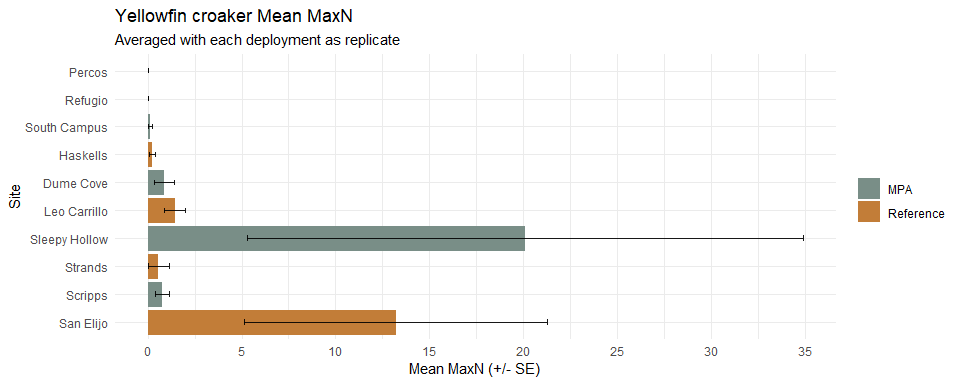 Yellowfin croaker Mean MaxN
Averaged with each deployment as replicate
Site
Percos
Refugio
South Campus
Haskells
Dume Cove
Leo Carrillo
Sleepy Hollow
Strands
Scripps
San Elijo
0 5 10 15 20 25 30 35
Mean MaxN (+/- SE)
MPA
Reference